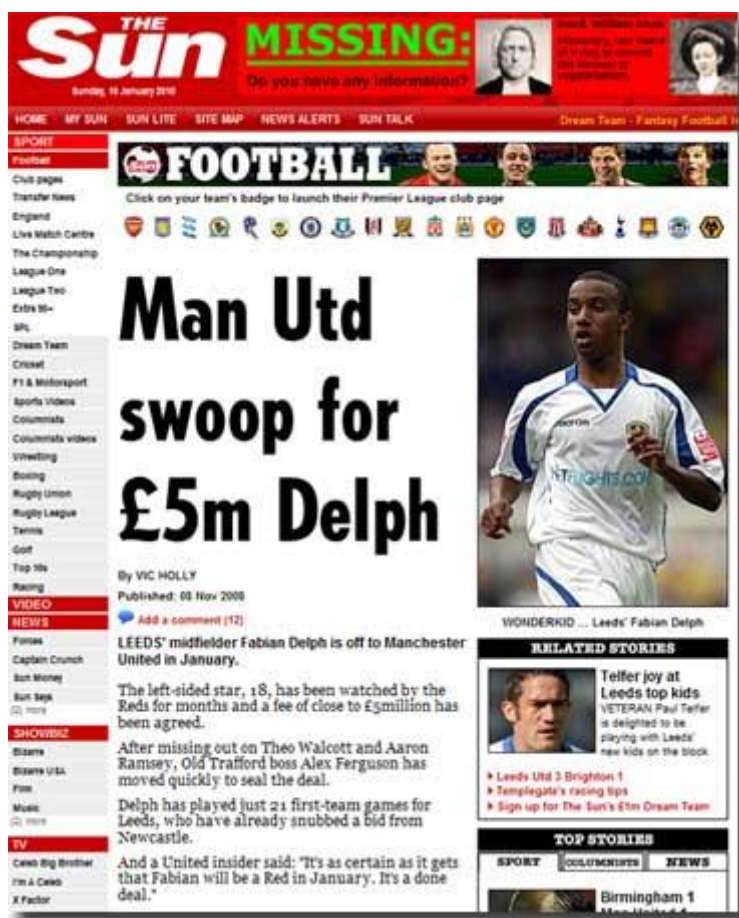 THE
Sun
Sunday, 10 January 2010
MISSING:
Do you have any information?
HOME MY SUN SUN LITE SITE MAP NEWS ALERTS SUN TALK
Dream Team - Fantasy Football
SPORT
Football
Club pages
Transfer News
England
Live Match Centre
The Championship
League One
League Two
Extra
SPL
Dream Team
Cricket
F1 & Motorsport
Sports Videos
Columnists
Columnists videos
Wrestling
Boxing
Rugby Union
Rugby League
Tennis
Golf
Top 10s
Racing
VIDEO
NEWS
Forces
Captain Crunch
Sun Money
Sun Says
more
SHOWBIZ
Bizarre
Bizarre USA
Film
Music
more
TV
Celeb Big Brother
I'm A Celeb
X Factor
FOOTBALL
Click on your team's badge to launch their Premier League club page
Man Utd
swoop for
£5m Delph
By VIC HOLLY
Published: 08 Nov 2008
Add a comment (12)
LEEDS' midfielder Fabian Delph is off to Manchester
United in January.
The left-sided star, 18, has been watched by the
Reds for months and a fee of close to £5million has
been agreed.
After missing out on Theo Walcott and Aaron
Ramsey, Old Trafford boss Alex Ferguson has
moved quickly to seal the deal.
Delph has played just 21 first-team games for
Leeds, who have already snubbed a bid from
Newcastle.
And a United insider said: "It's as certain as it gets
that Fabian will be a Red in January. It's a done
deal."
macron
NETFLIGHTS.COM
WONDERKID ... Leeds' Fabian Delph
RELATED STORIES
Telfer joy at
Leeds top kids
VETERAN Paul Telfer
is delighted to be
playing with Leeds'
new kids on the block
Leeds Utd 3 Brighton 1
Templegate's racing tips
Sign up for The Sun's £1m Dream Team
TOP STORIES
SPORT COLUMNISTS NEWS
Birmingham 1
Man United 1